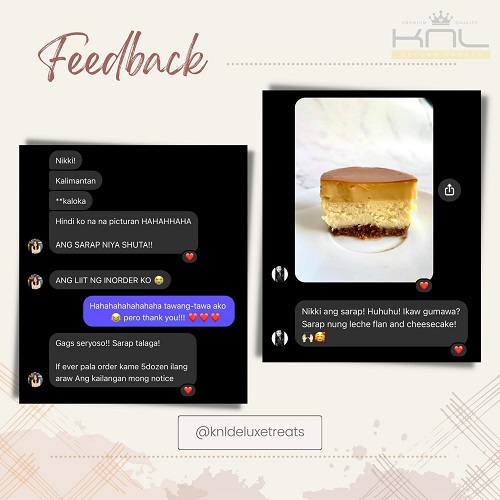 Feedback
PREMIUM QUALITY
KNL
DELUXE TREATS
Nikki!
Kalimantan
**kaloka
Hindi ko na na picturan HAHAHHAHA
ANG SARAP NIYA SHUTA!!
ANG LIIT NG INORDER KO 😭
Hahahahahahahaha tawang-tawa ako
😂 pero thank you!!! ❤️❤️❤️
Gags seryoso!! Sarap talaga!
If ever pala order kame 5dozen ilang
araw Ang kailangan mong notice
Nikki ang sarap! Huhuhu! Ikaw gumawa?
Sarap nung leche flan and cheesecake!
🙌🏻🥰
@knldeluxetreats